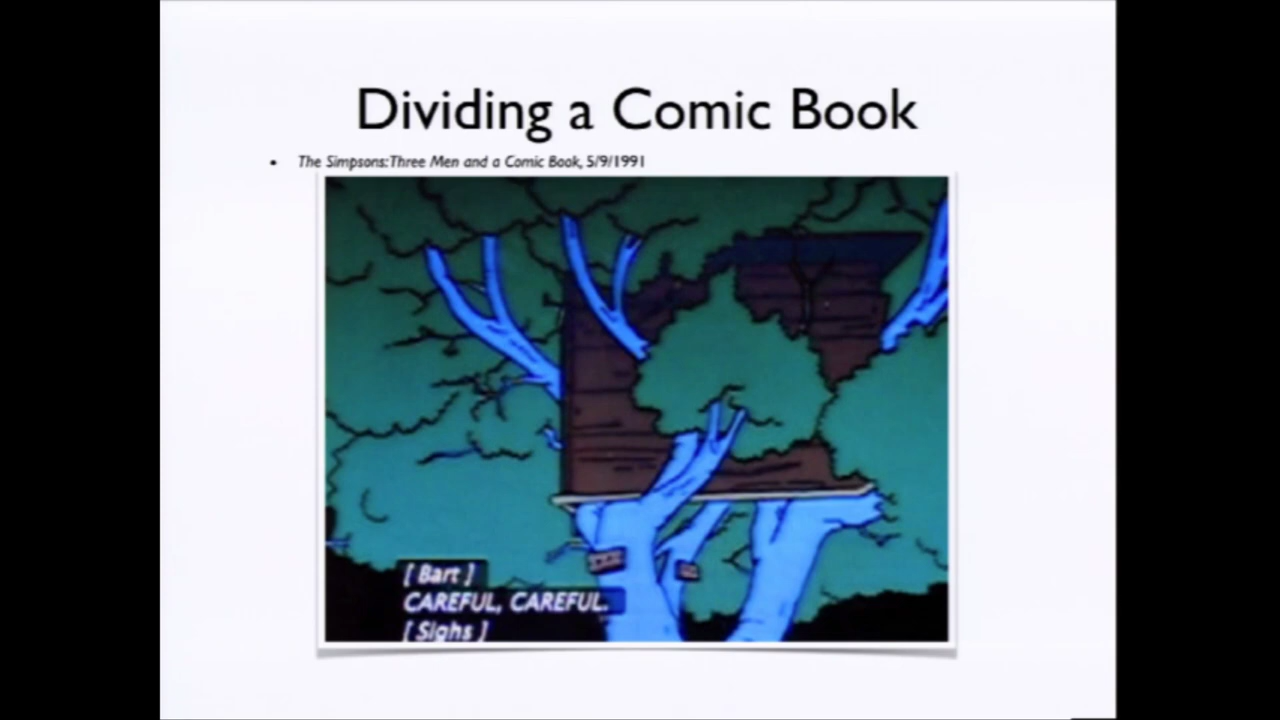 Dividing a Comic Book
• The Simpsons:Three Men and a Comic Book, 5/9/1991
[ Bart ]
CAREFUL, CAREFUL.
[ Sighs ]